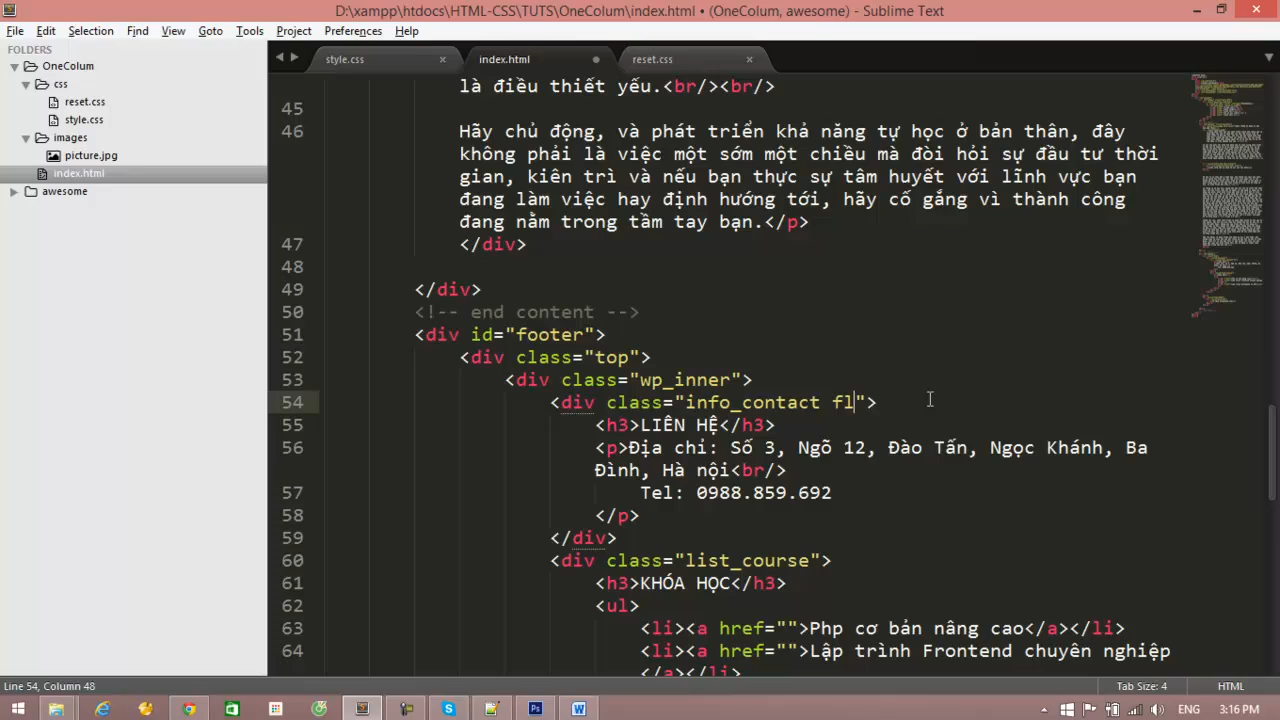 D:\xampp\htdocs\HTML-CSS\TUTS\OneColum\index.html • (OneColum, awesome) - Sublime Text
File Edit Selection Find View Goto Tools Project Preferences Help
FOLDERS
OneColum
css
reset.css
style.css
images
picture.jpg
index.html
awesome
style.css index.html reset.css
là điều thiết yếu.<br/><br/>
45
46 Hãy chủ động, và phát triển khả năng tự học ở bản thân, đây
không phải là việc một sớm một chiều mà đòi hỏi sự đầu tư thời
gian, kiên trì và nếu bạn thực sự tâm huyết với lĩnh vực bạn
đang làm việc hay định hướng tới, hãy cố gắng vì thành công
đang nằm trong tầm tay bạn.</p>
47 </div>
48
49 </div>
50 <!-- end content -->
51 <div id="footer">
52 <div class="top">
53 <div class="wp_inner">
54 <div class="info_contact fl">
55 <h3>LIÊN HỆ</h3>
56 <p>Địa chỉ: Số 3, Ngõ 12, Đào Tấn, Ngọc Khánh, Ba
Đình, Hà nội<br/>
57 Tel: 0988.859.692
58 </p>
59 </div>
60 <div class="list_course">
61 <h3>KHÓA HỌC</h3>
62 <ul>
63 <li><a href="">Php cơ bản nâng cao</a></li>
64 <li><a href="">Lập trình Frontend chuyên nghiệp
</a></li>
Line 54, Column 48 Tab Size: 4 HTML
ENG 3:16 PM